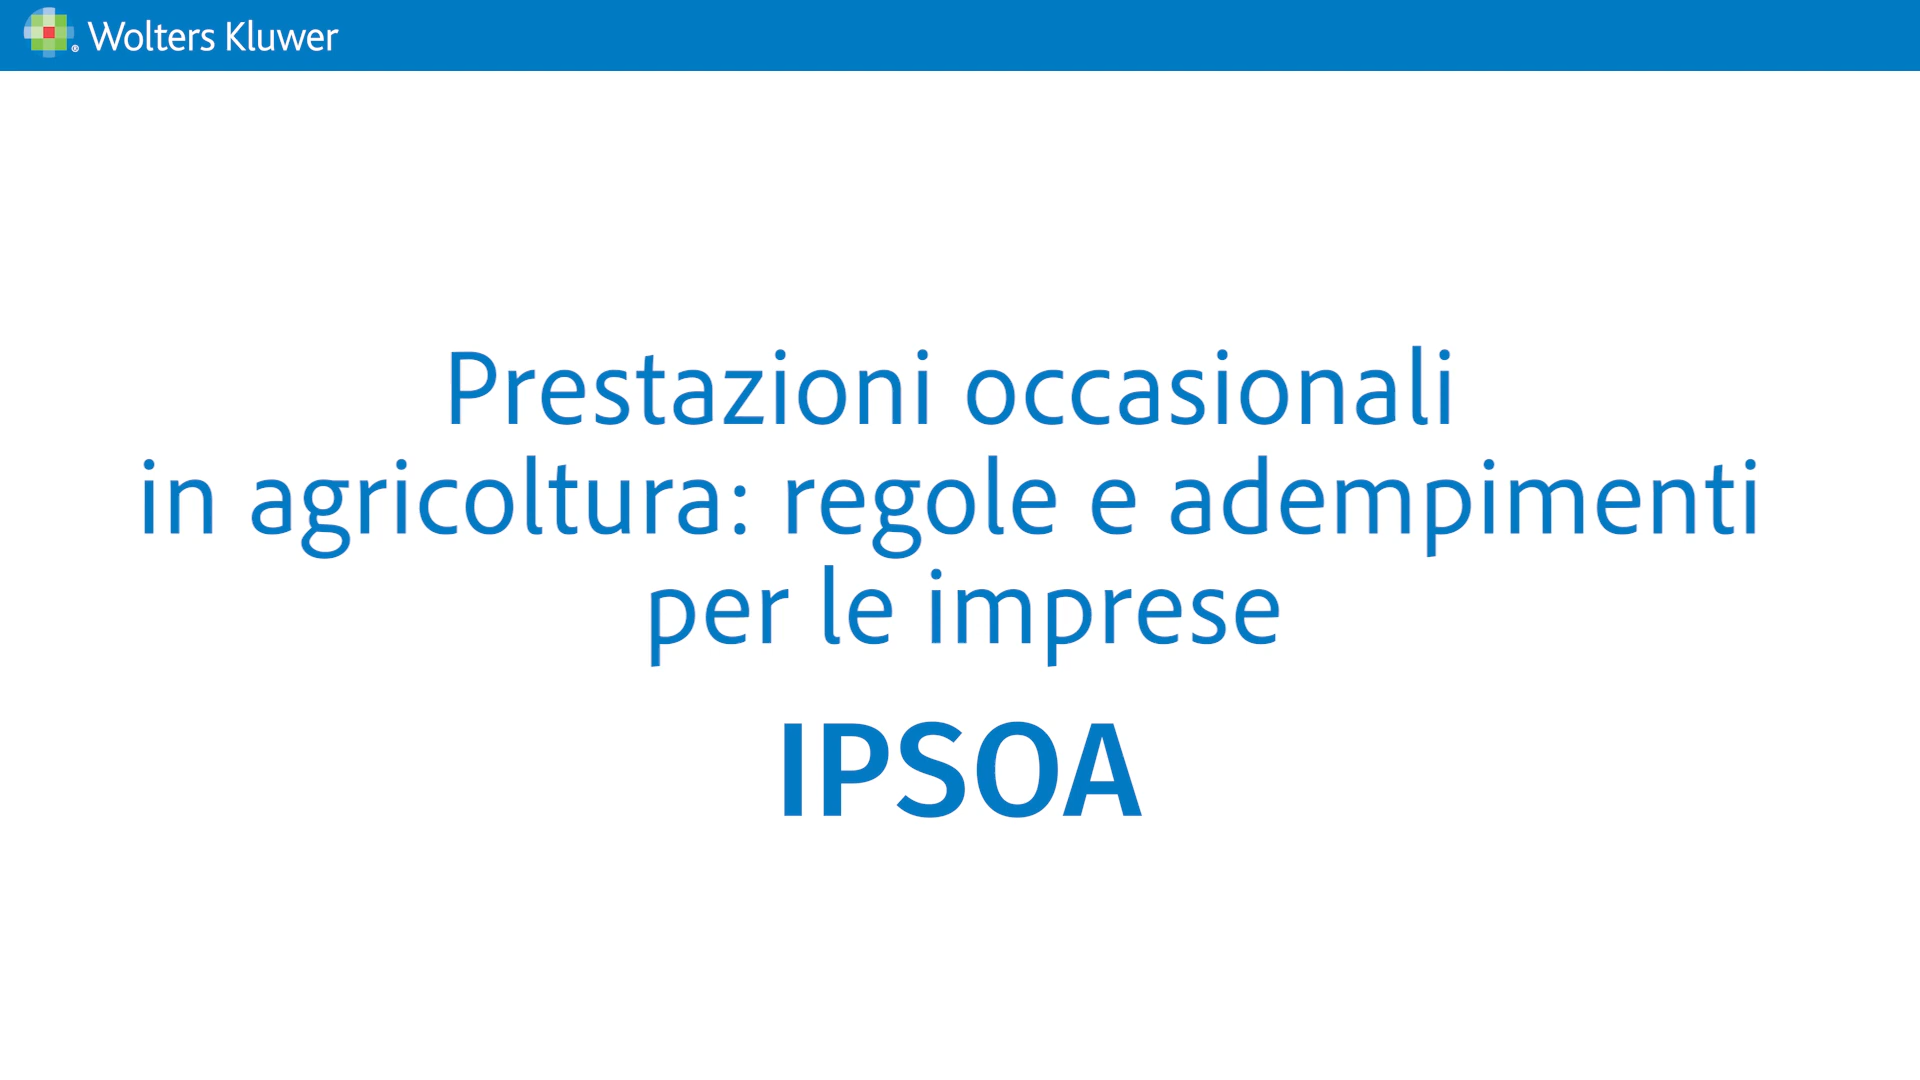 Wolters Kluwer
Prestazioni occasionali
in agricoltura: regole e adempimenti
per le imprese
IPSOA